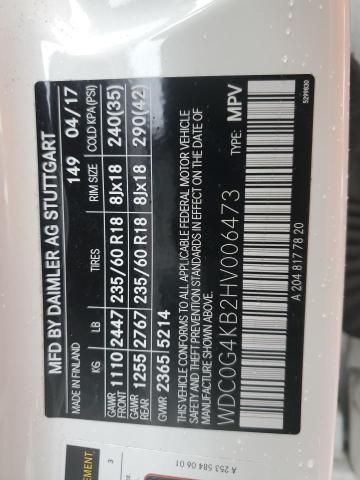 MFD BY DAIMLER AG STUTTGART
MADE IN FINLAND 149 04/17
KG LB TIRES RIM SIZE COLD KPA(PSI)
GAWR FRONT 1110 2447 235/60 R18 8Jx18 240(35)
GAWR REAR 1255 2767 235/60 R18 8Jx18 290(42)
GVWR 2365 5214
THIS VEHICLE CONFORMS TO ALL APPLICABLE FEDERAL MOTOR VEHICLE
SAFETY AND THEFT PREVENTION STANDARDS IN EFFECT ON THE DATE OF
MANUFACTURE SHOWN ABOVE. TYPE: MPV
WDC0G4KB2HV006473
A 204 817 78 20
5299830
EMENT
3
A 253 584 06 01